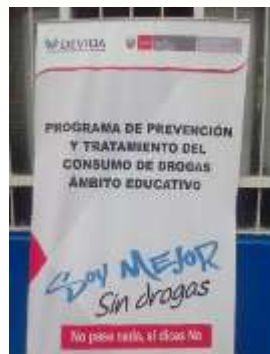 DEVIDA
PROGRAMA DE PREVENCIÓN
Y TRATAMIENTO DEL
CONSUMO DE DROGAS
ÁMBITO EDUCATIVO
Soy MEJOR
Sin drogas
No pasa nada, si dices No